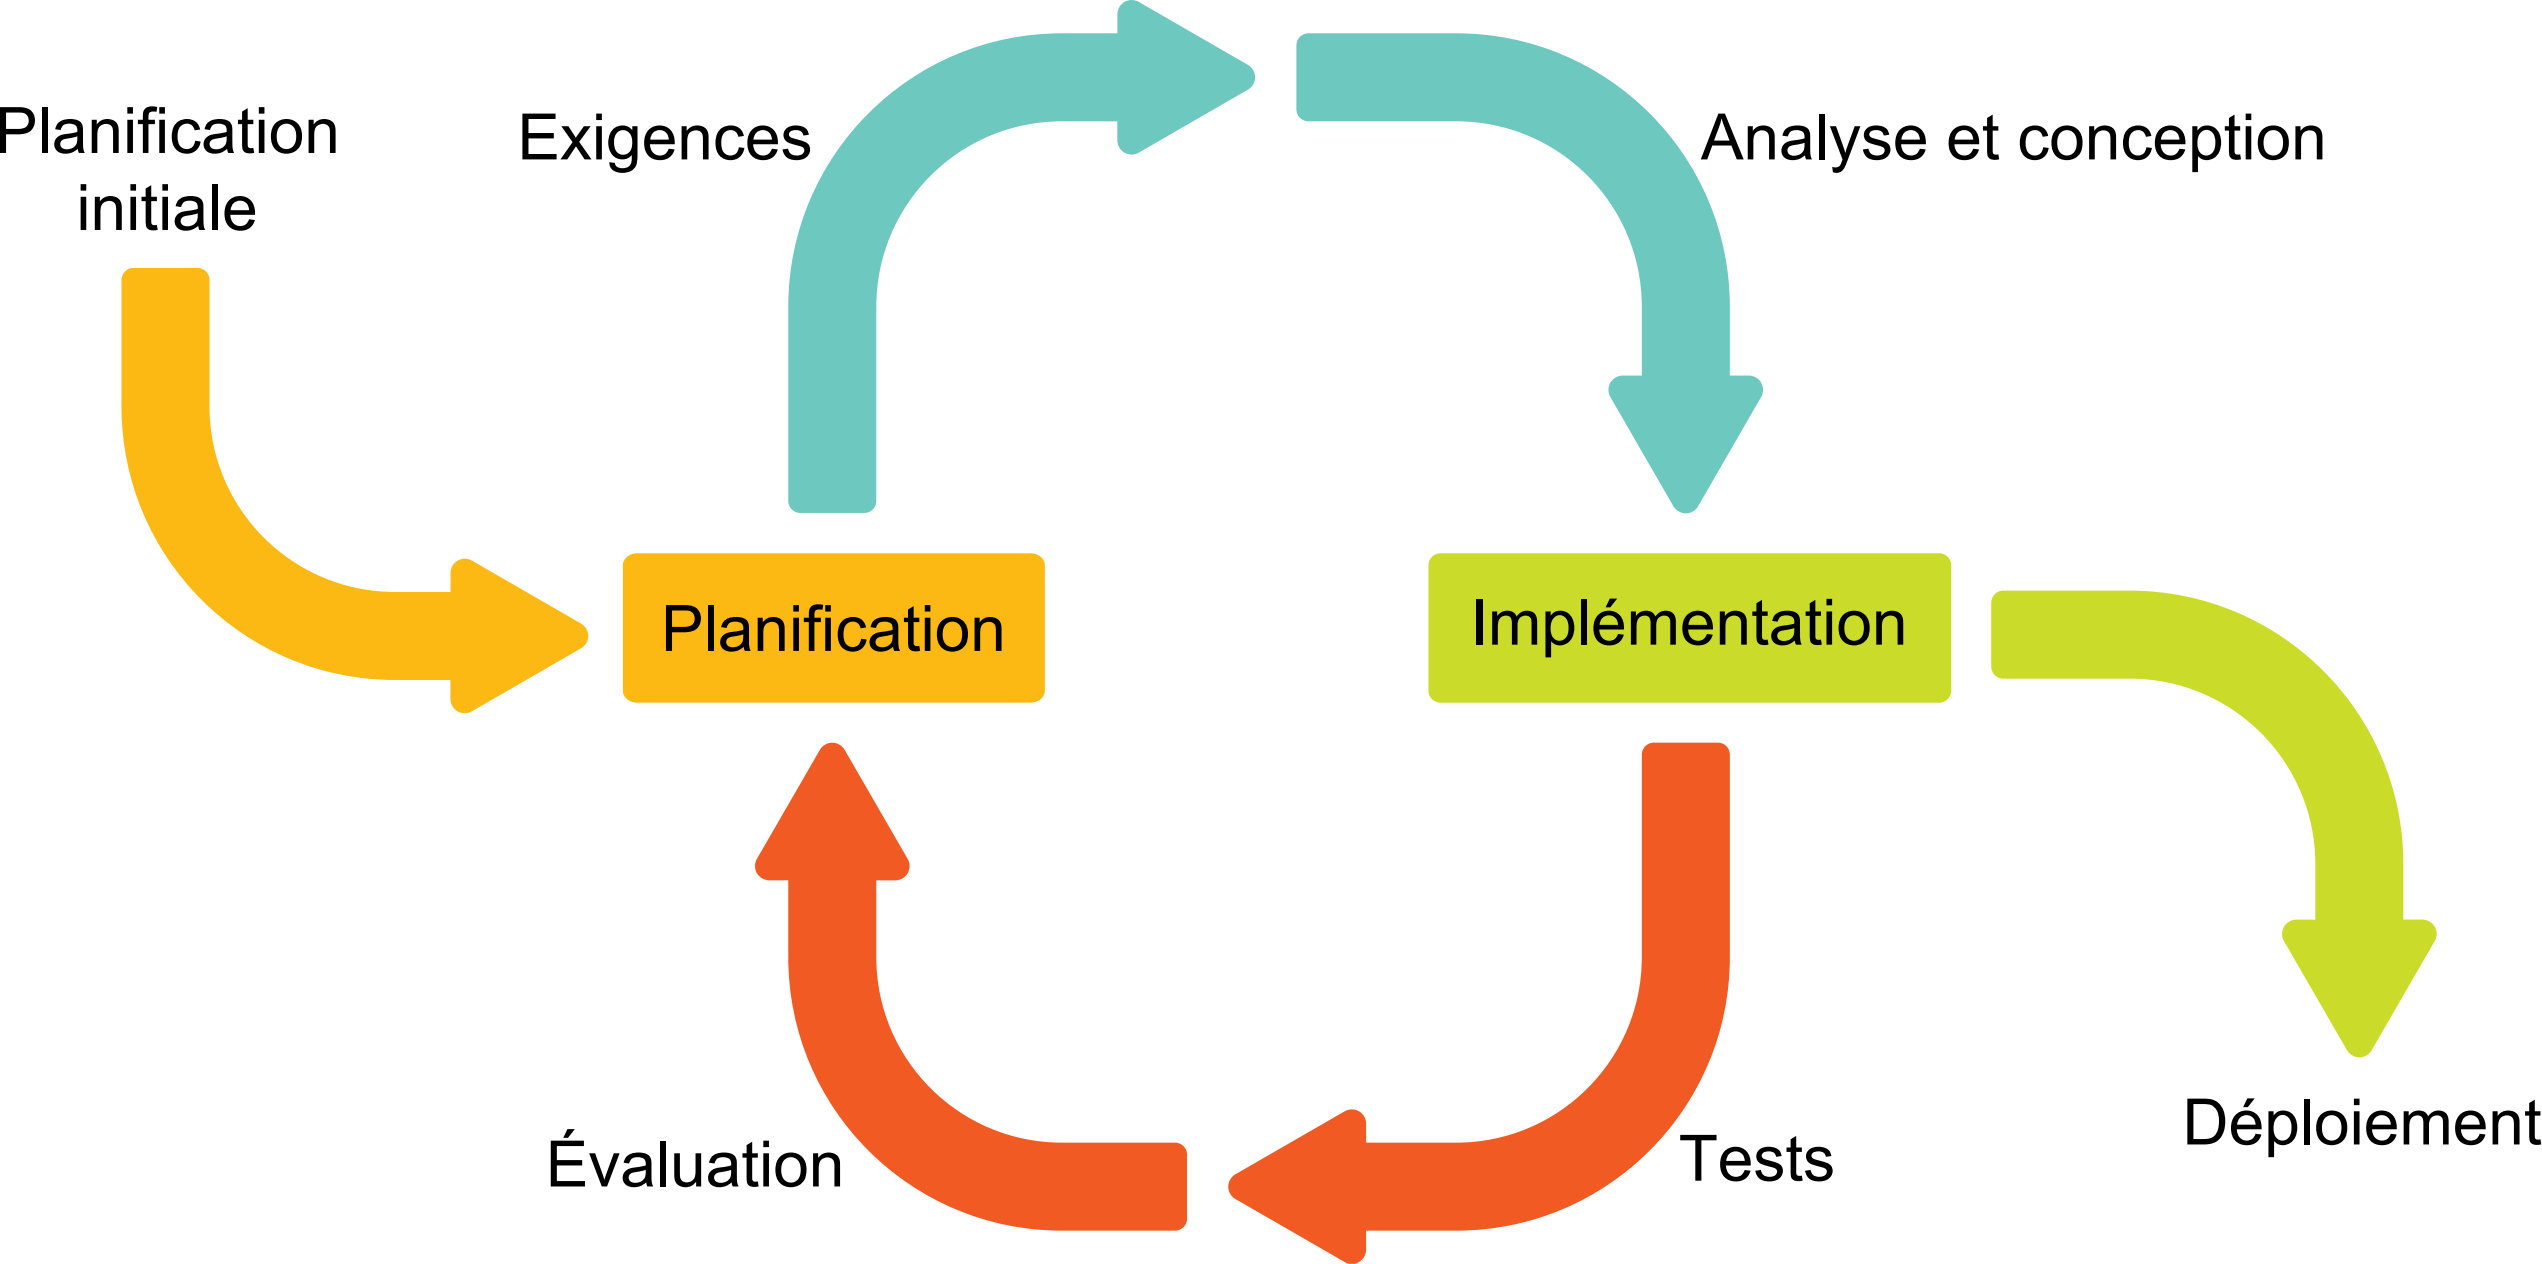 Planification
initiale
Exigences
Analyse et conception
Planification
Implémentation
Évaluation
Tests
Déploiement